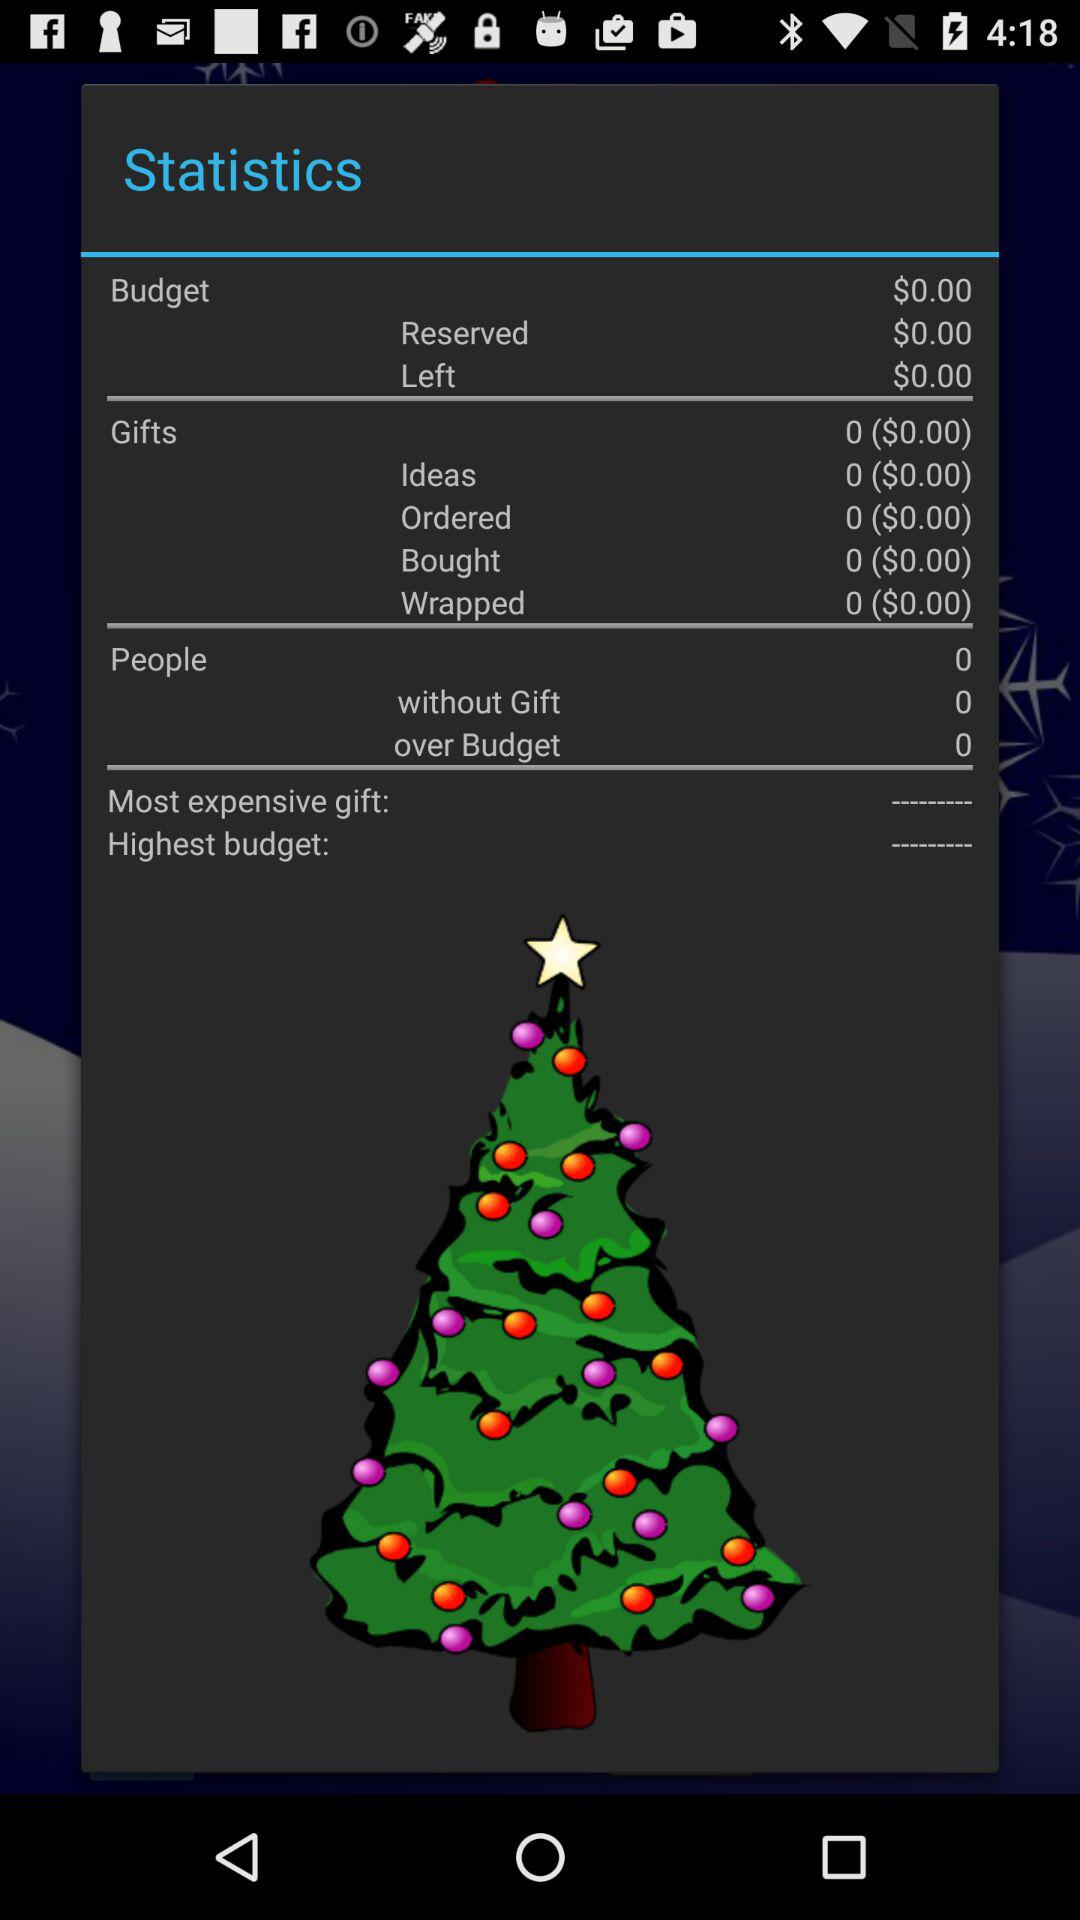 FAKE
4:18
Statistics
Budget $0.00
Reserved $0.00
Left $0.00
Gifts 0 ($0.00)
Ideas 0 ($0.00)
Ordered 0 ($0.00)
Bought 0 ($0.00)
Wrapped 0 ($0.00)
People 0
without Gift 0
over Budget 0
Most expensive gift: ---------
Highest budget: ---------